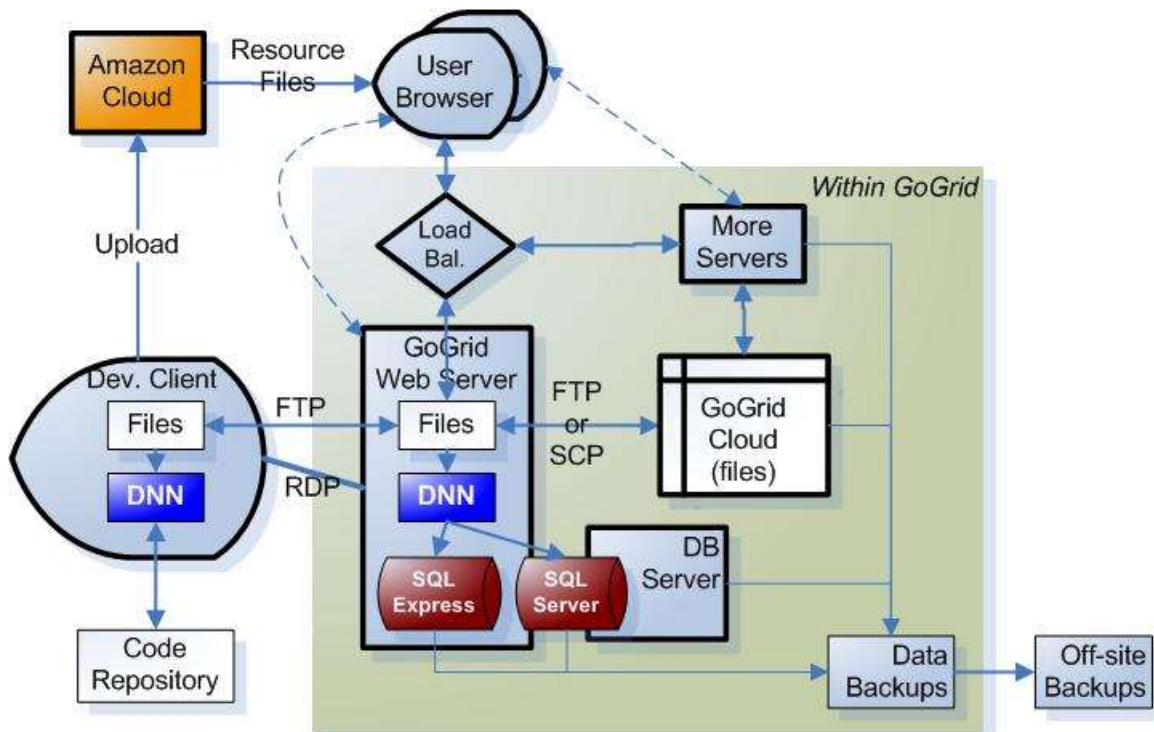 Amazon
Cloud
Resource
Files
User
Browser
Within GoGrid
Upload
Load
Bal.
More
Servers
Dev. Client
Files
DNN
FTP
RDP
GoGrid
Web Server
Files
DNN
FTP
or
SCP
GoGrid
Cloud
(files)
SQL
Express
SQL
Server
DB
Server
Code
Repository
Data
Backups
Off-site
Backups